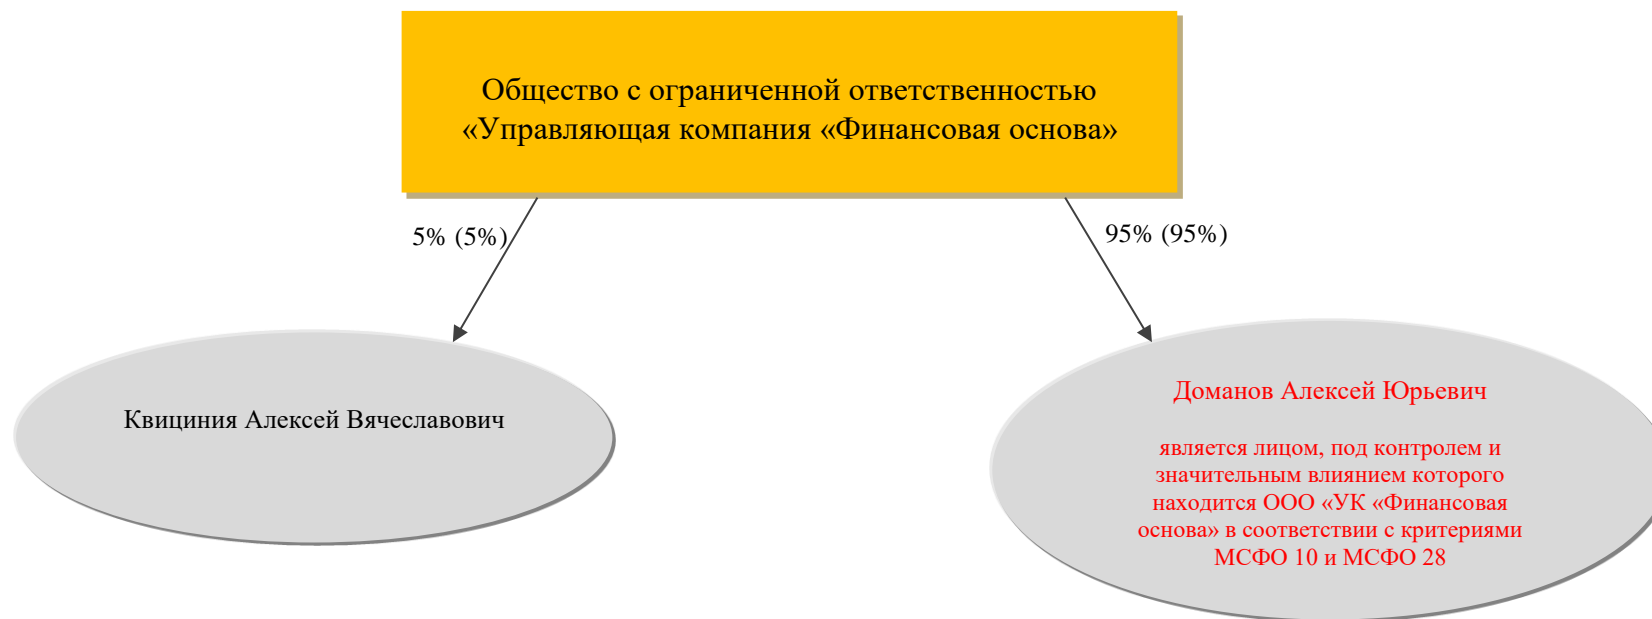 Общество с ограниченной ответственностью
«Управляющая компания «Финансовая основа»
5% (5%)
95% (95%)
Квициния Алексей Вячеславович
Доманов Алексей Юрьевич
является лицом, под контролем и
значительным влиянием которого
находится ООО «УК «Финансовая
основа» в соответствии с критериями
МСФО 10 и МСФО 28